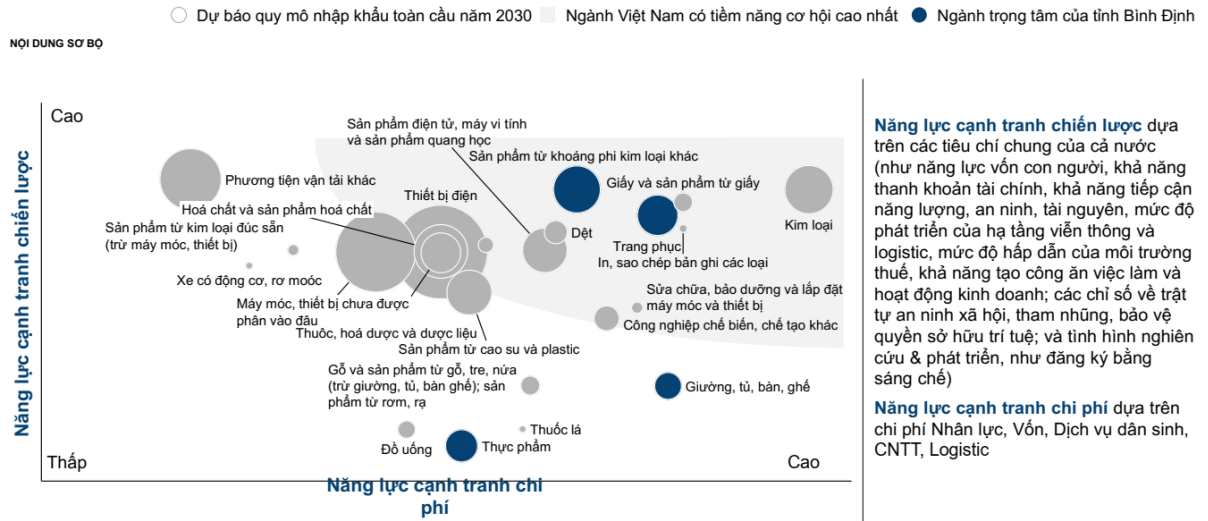 Dự báo quy mô nhập khẩu toàn cầu năm 2030
Ngành Việt Nam có tiềm năng cơ hội cao nhất
Ngành trọng tâm của tỉnh Bình Định
NỘI DUNG SƠ BỘ
Năng lực cạnh tranh chiến lược
Cao
Sản phẩm điện tử, máy vi tính
và sản phẩm quang học
Sản phẩm từ khoáng phi kim loại khác
Phương tiện vận tải khác
Thiết bị điện
Giấy và sản phẩm từ giấy
Hoá chất và sản phẩm hoá chất
Kim loại
Sản phẩm từ kim loại đúc sẵn
(trừ máy móc, thiết bị)
Dệt
Trang phục
In, sao chép bản ghi các loại
Xe có động cơ, rơ moóc
Máy móc, thiết bị chưa được
phân vào đâu
Sửa chữa, bảo dưỡng và lắp đặt
máy móc và thiết bị
Thuốc, hoá dược và dược liệu
Công nghiệp chế biến, chế tạo khác
Sản phẩm từ cao su và plastic
Gỗ và sản phẩm từ gỗ, tre, nứa
(trừ giường, tủ, bàn ghế); sản
phẩm từ rơm, rạ
Giường, tủ, bàn, ghế
Thuốc lá
Đồ uống
Thực phẩm
Thấp
Cao
Năng lực cạnh tranh chi
phí
Năng lực cạnh tranh chiến lược dựa
trên các tiêu chí chung của cả nước
(như năng lực vốn con người, khả năng
thanh khoản tài chính, khả năng tiếp cận
năng lượng, an ninh, tài nguyên, mức độ
phát triển của hạ tầng viễn thông và
logistic, mức độ hấp dẫn của môi trường
thuế, khả năng tạo công ăn việc làm và
hoạt động kinh doanh; các chỉ số về trật
tự an ninh xã hội, tham nhũng, bảo vệ
quyền sở hữu trí tuệ; và tình hình nghiên
cứu & phát triển, như đăng ký bằng
sáng chế)
Năng lực cạnh tranh chi phí dựa trên
chi phí Nhân lực, Vốn, Dịch vụ dân sinh,
CNTT, Logistic